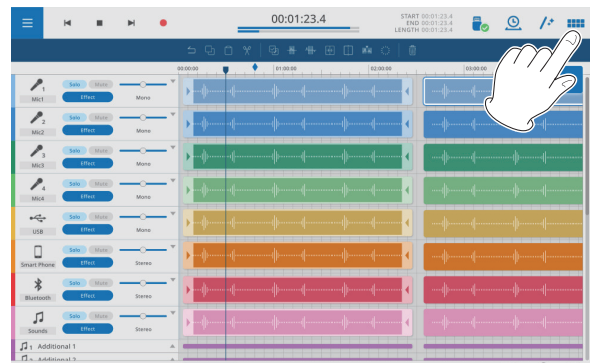 00:01:23.4
START 00:01:23.4
END 00:01:23.4
LENGTH 00:01:23.4
00:00:00 01:00:00 02:00:00 03:00:00
1 Solo Mute
Mic1 Effect Mono
2 Solo Mute
Mic2 Effect Mono
3 Solo Mute
Mic3 Effect Mono
4 Solo Mute
Mic4 Effect Mono
Solo Mute
USB Effect Mono
Solo Mute
Smart Phone Effect Stereo
Solo Mute
Bluetooth Effect Stereo
Solo Mute
Sounds Effect Stereo
1 Additional 1
2 Additional 2